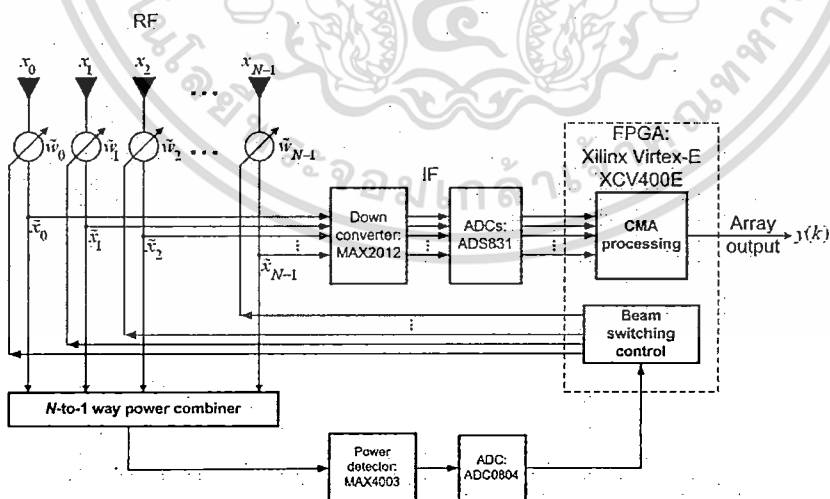 RF
x₀ x₁ x₂ ... x_{N-1}
w̃₀ w̃₁ w̃₂ ... w̃_{N-1}
FPGA:
Xilinx Virtex-E
XCV400E
IF
Down
converter:
MAX2012
ADCs:
ADS831
CMA
processing
Array
output
y(k)
x̃₀ x̃₁ x̃₂ x̃_{N-1}
Beam
switching
control
N-to-1 way power combiner
Power
detector:
MAX4003
ADC:
ADC0804